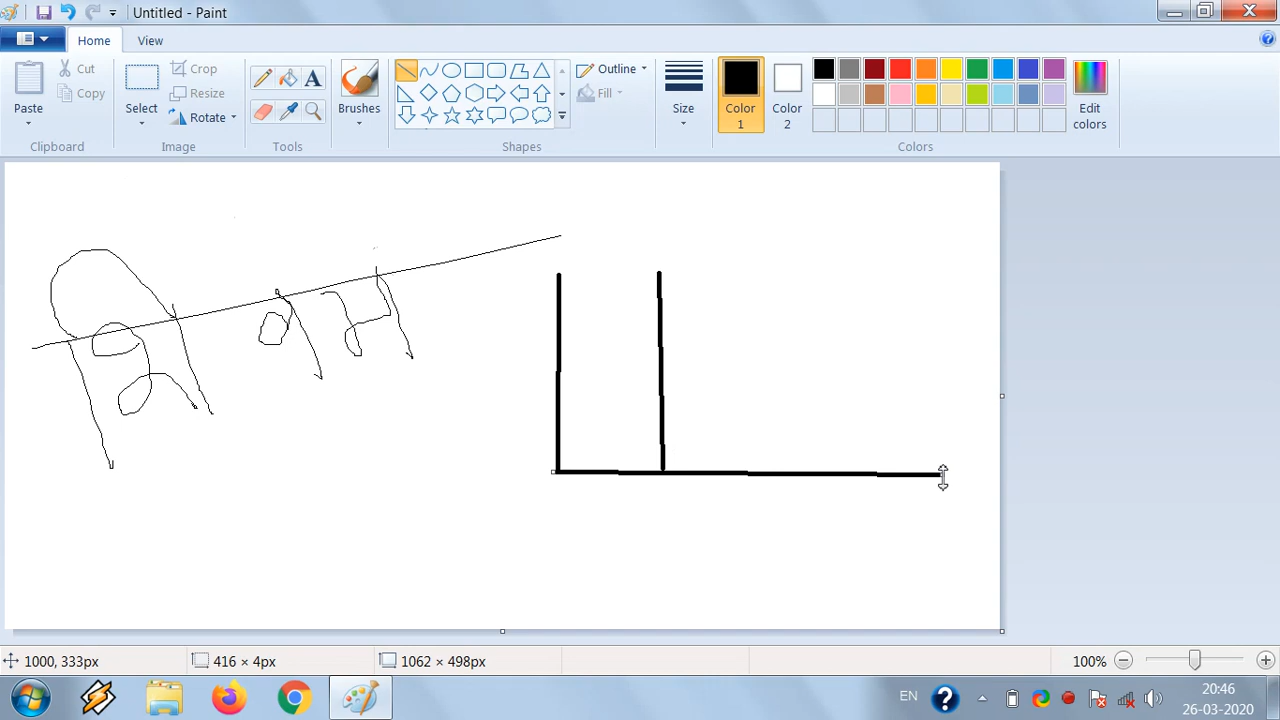 Untitled - Paint
Home View
Paste Cut Copy Select Crop Resize Rotate Brushes Outline Fill Size Color 1 Color 2 Edit colors
Clipboard Image Tools Shapes Colors
1000, 333px 416 × 4px 1062 × 498px 100%
EN 20:46
26-03-2020